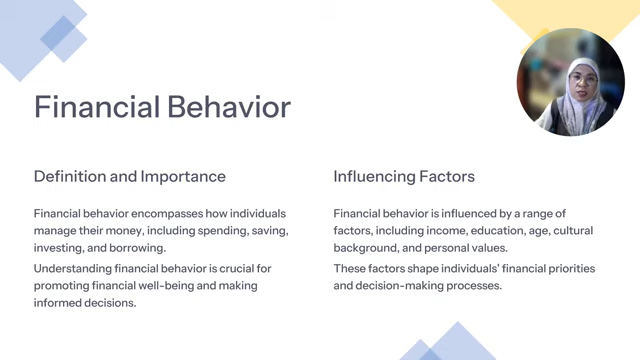 Financial Behavior
Definition and Importance
Financial behavior encompasses how individuals
manage their money, including spending, saving,
investing, and borrowing.
Understanding financial behavior is crucial for
promoting financial well-being and making
informed decisions.
Influencing Factors
Financial behavior is influenced by a range of
factors, including income, education, age, cultural
background, and personal values.
These factors shape individuals' financial priorities
and decision-making processes.